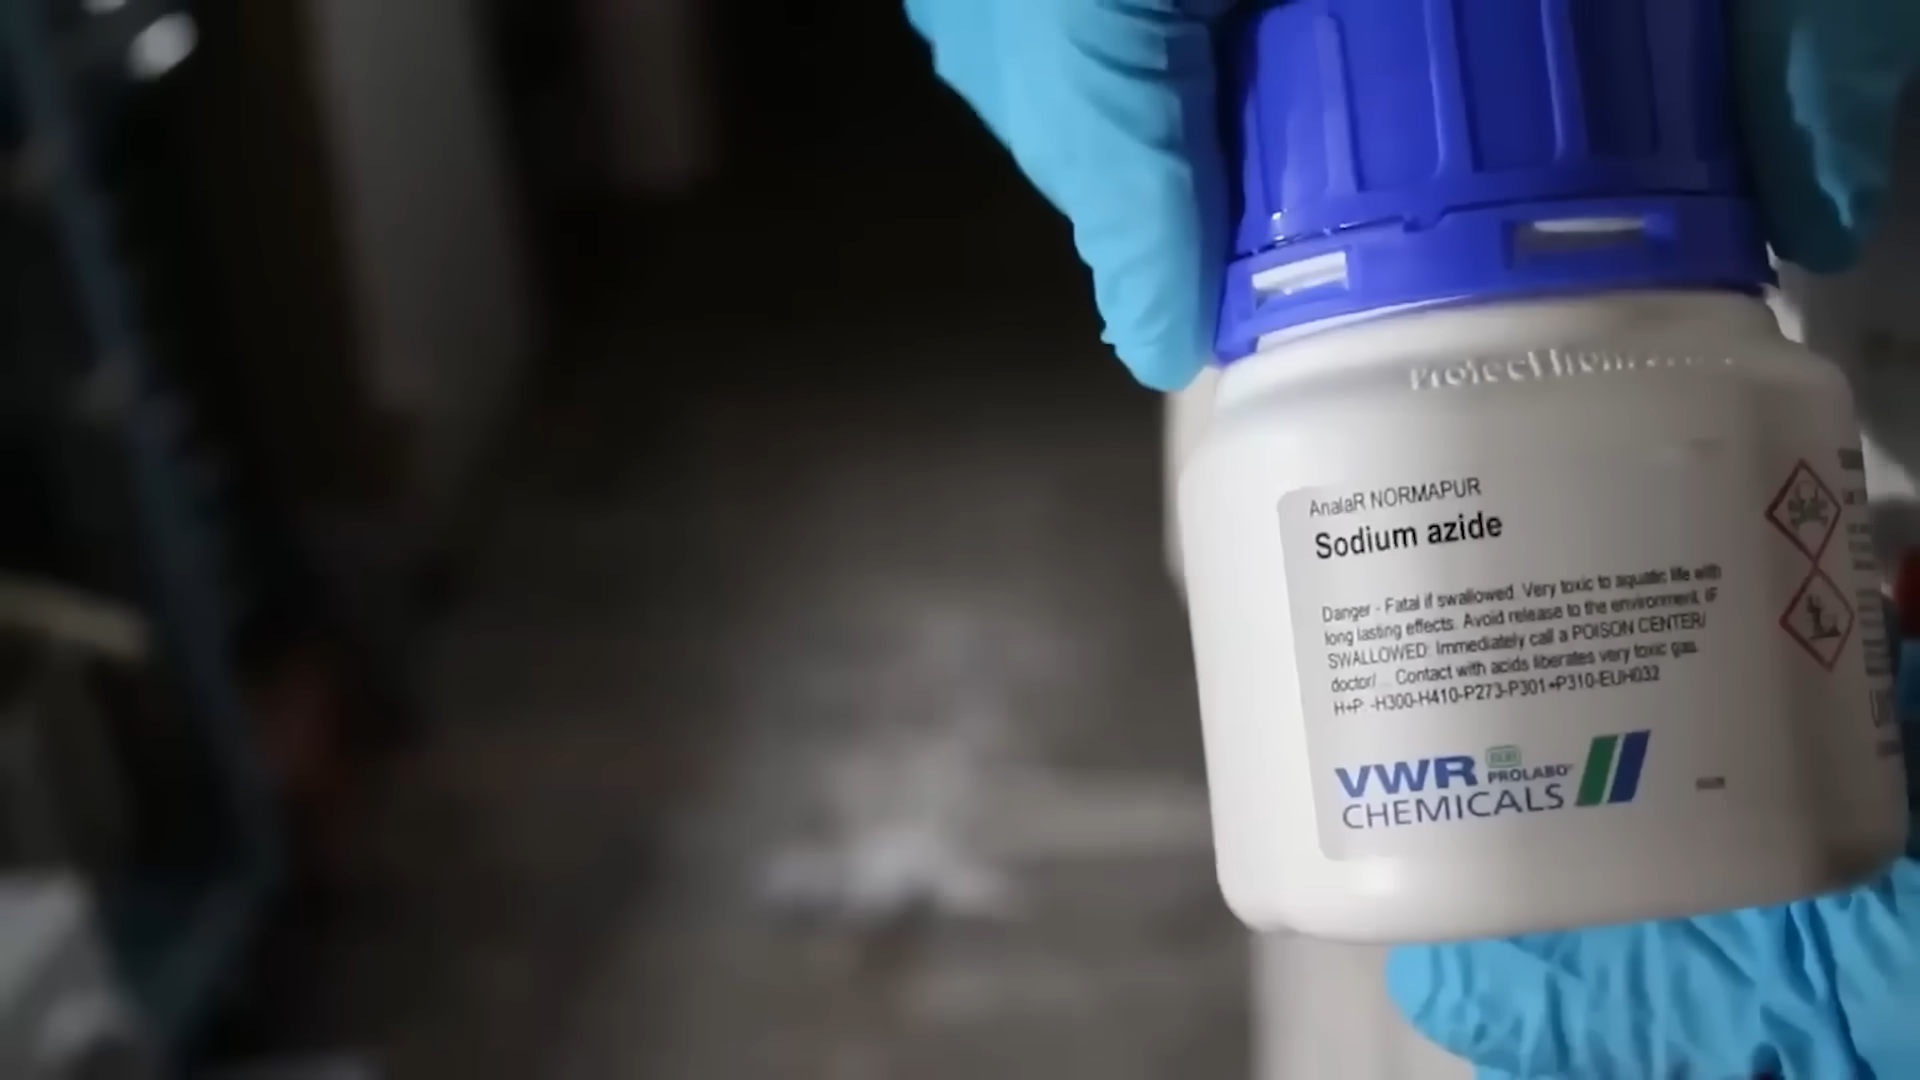 Protect from
AnalaR NORMAPUR
Sodium azide
Danger - Fatal if swallowed. Very toxic to aquatic life with
long lasting effects. Avoid release to the environment. IF
SWALLOWED: Immediately call a POISON CENTER/
doctor/... Contact with acids liberates very toxic gas.
H+P: -H300-H410-P273-P301+P310-EUH032
VWR
PROLABO
CHEMICALS